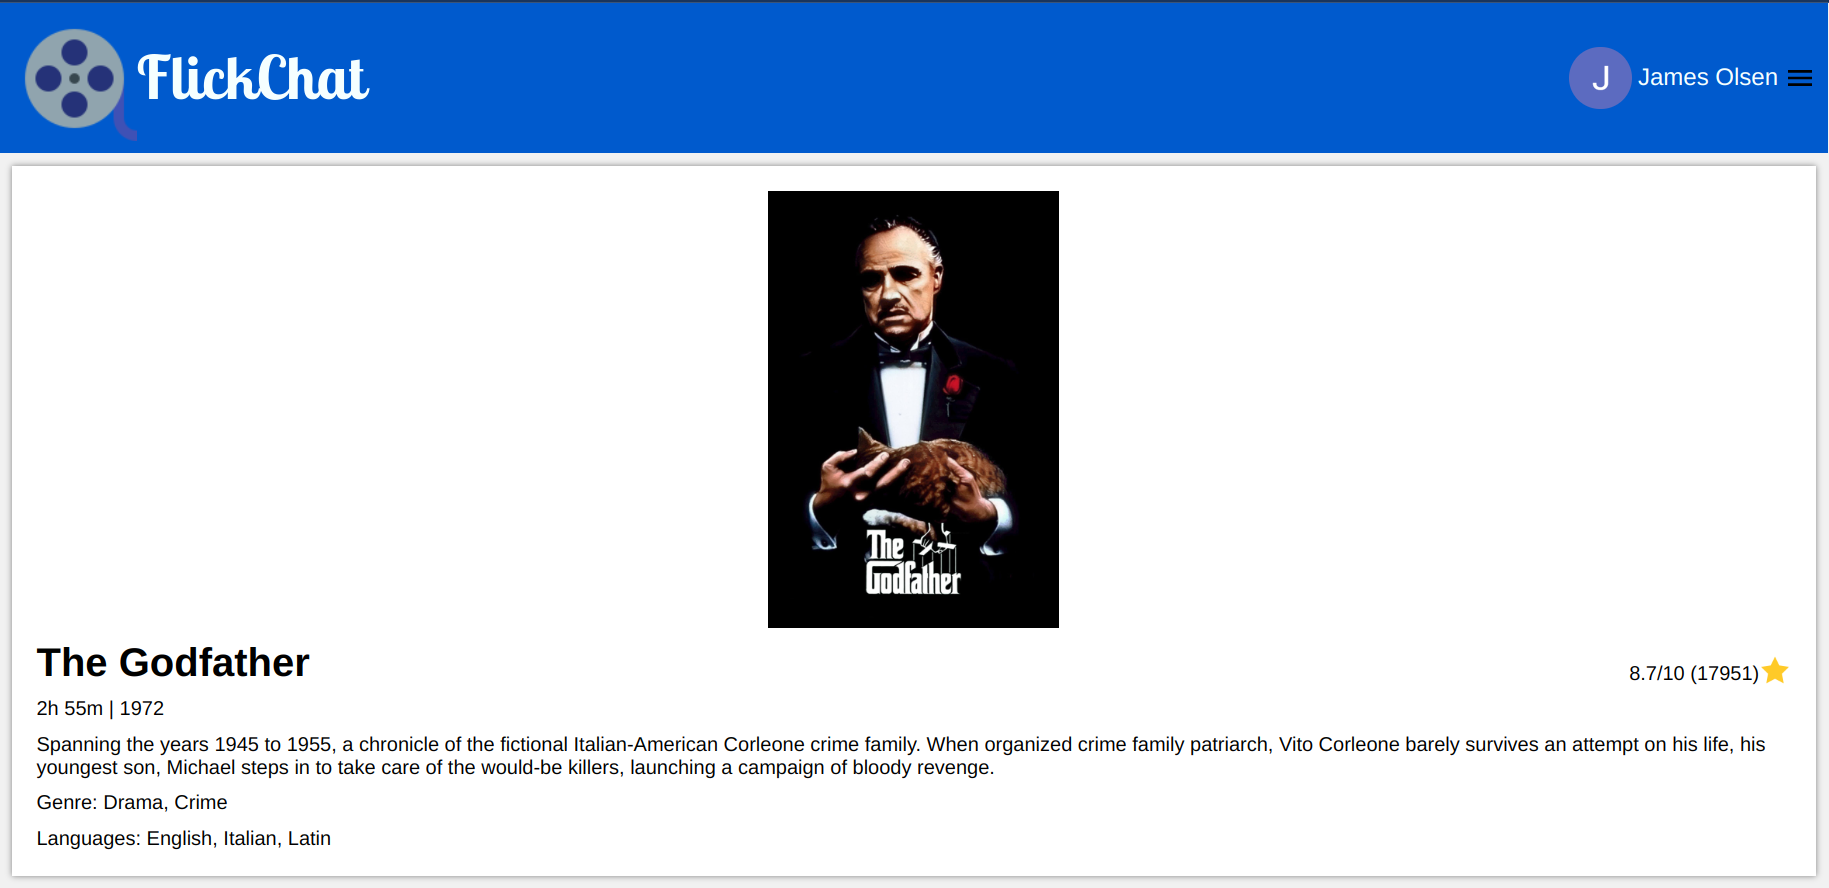 FlickChat
J James Olsen
The
Godfather
The Godfather
8.7/10 (17951)
2h 55m | 1972
Spanning the years 1945 to 1955, a chronicle of the fictional Italian-American Corleone crime family. When organized crime family patriarch, Vito Corleone barely survives an attempt on his life, his
youngest son, Michael steps in to take care of the would-be killers, launching a campaign of bloody revenge.
Genre: Drama, Crime
Languages: English, Italian, Latin